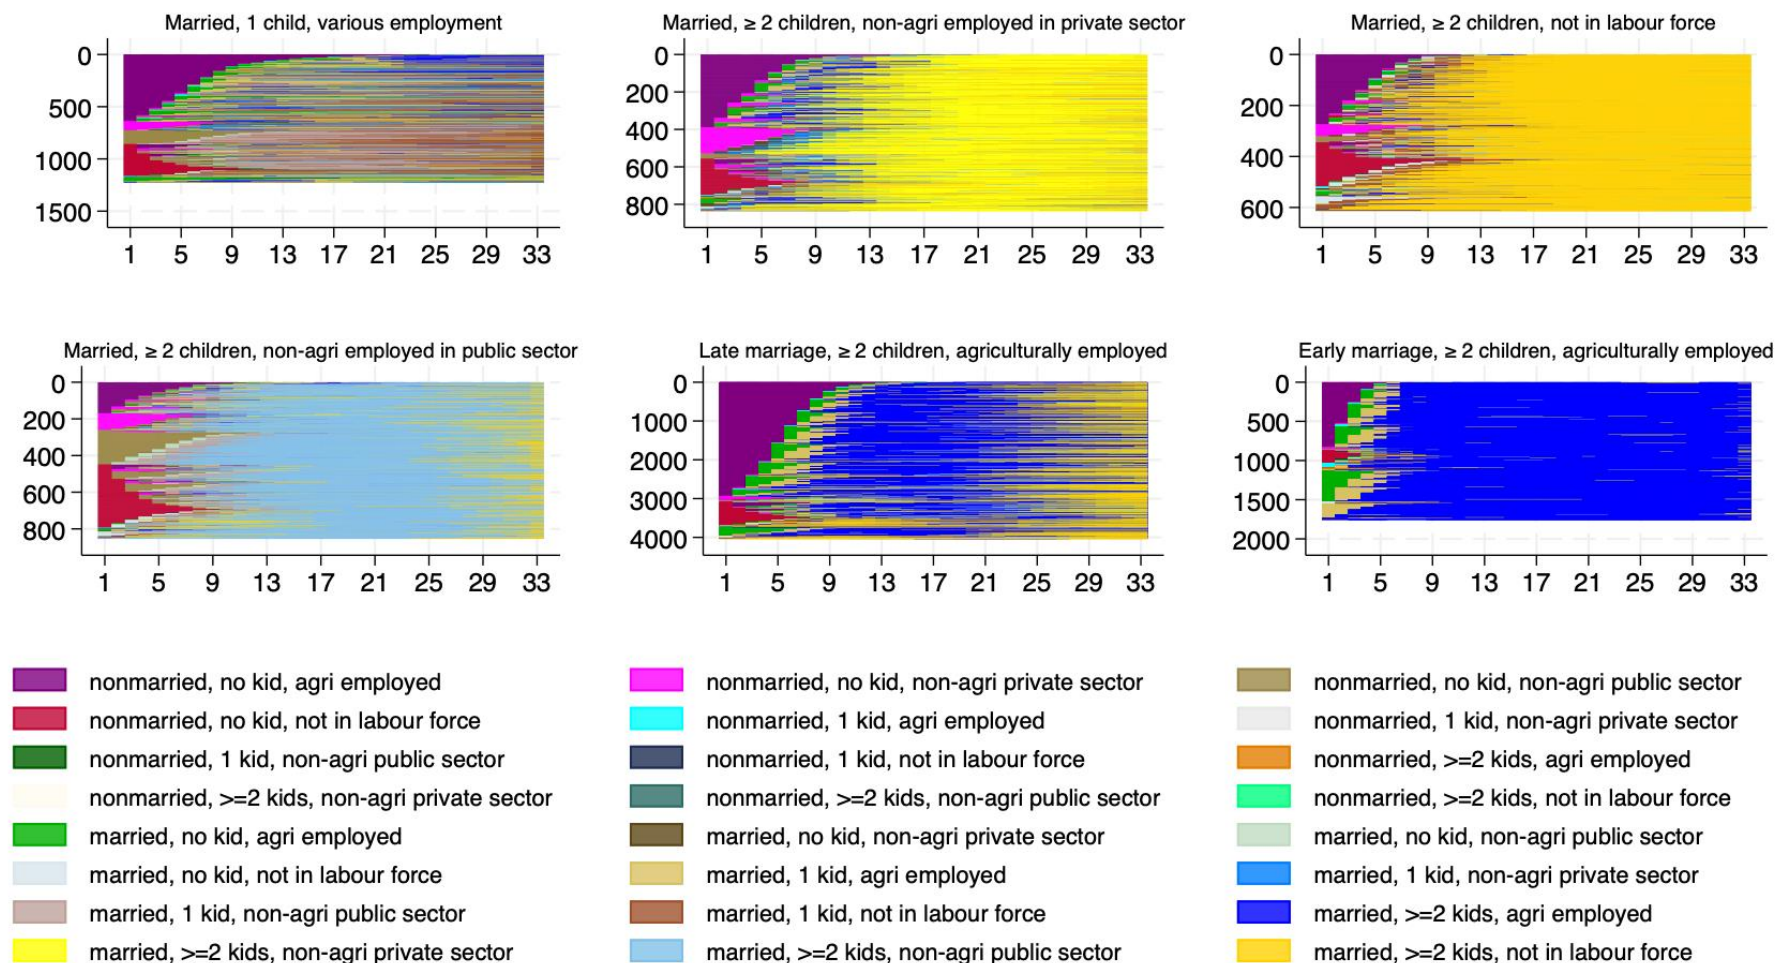 Married, 1 child, various employment
0
500
1000
1500
1 5 9 13 17 21 25 29 33
Married, ≥ 2 children, non-agri employed in private sector
0
200
400
600
800
1 5 9 13 17 21 25 29 33
Married, ≥ 2 children, not in labour force
0
200
400
600
1 5 9 13 17 21 25 29 33
Married, ≥ 2 children, non-agri employed in public sector
0
200
400
600
800
1 5 9 13 17 21 25 29 33
Late marriage, ≥ 2 children, agriculturally employed
0
1000
2000
3000
4000
1 5 9 13 17 21 25 29 33
Early marriage, ≥ 2 children, agriculturally employed
0
500
1000
1500
2000
1 5 9 13 17 21 25 29 33
nonmarried, no kid, agri employed
nonmarried, no kid, non-agri private sector
nonmarried, no kid, non-agri public sector
nonmarried, no kid, not in labour force
nonmarried, 1 kid, agri employed
nonmarried, 1 kid, non-agri private sector
nonmarried, 1 kid, non-agri public sector
nonmarried, 1 kid, not in labour force
nonmarried, >=2 kids, agri employed
nonmarried, >=2 kids, non-agri private sector
nonmarried, >=2 kids, non-agri public sector
nonmarried, >=2 kids, not in labour force
married, no kid, agri employed
married, no kid, non-agri private sector
married, no kid, non-agri public sector
married, no kid, not in labour force
married, 1 kid, agri employed
married, 1 kid, non-agri private sector
married, 1 kid, non-agri public sector
married, 1 kid, not in labour force
married, >=2 kids, agri employed
married, >=2 kids, non-agri private sector
married, >=2 kids, non-agri public sector
married, >=2 kids, not in labour force